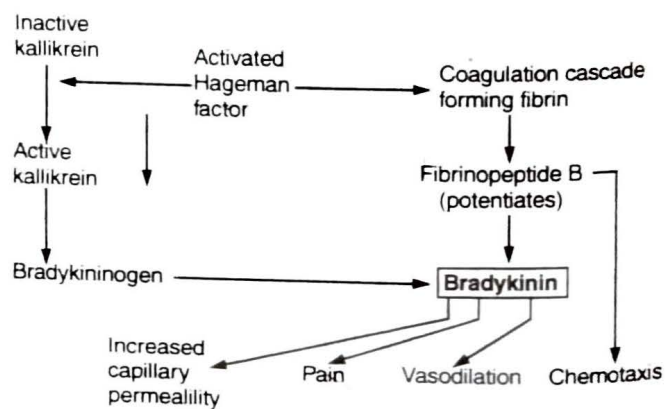 Inactive
kallikrein
Activated
Hageman
factor
Coagulation cascade
forming fibrin
Active
kallikrein
Fibrinopeptide B
(potentiates)
Bradykininogen
Bradykinin
Increased
capillary
permealility
Pain
Vasodilation
Chemotaxis